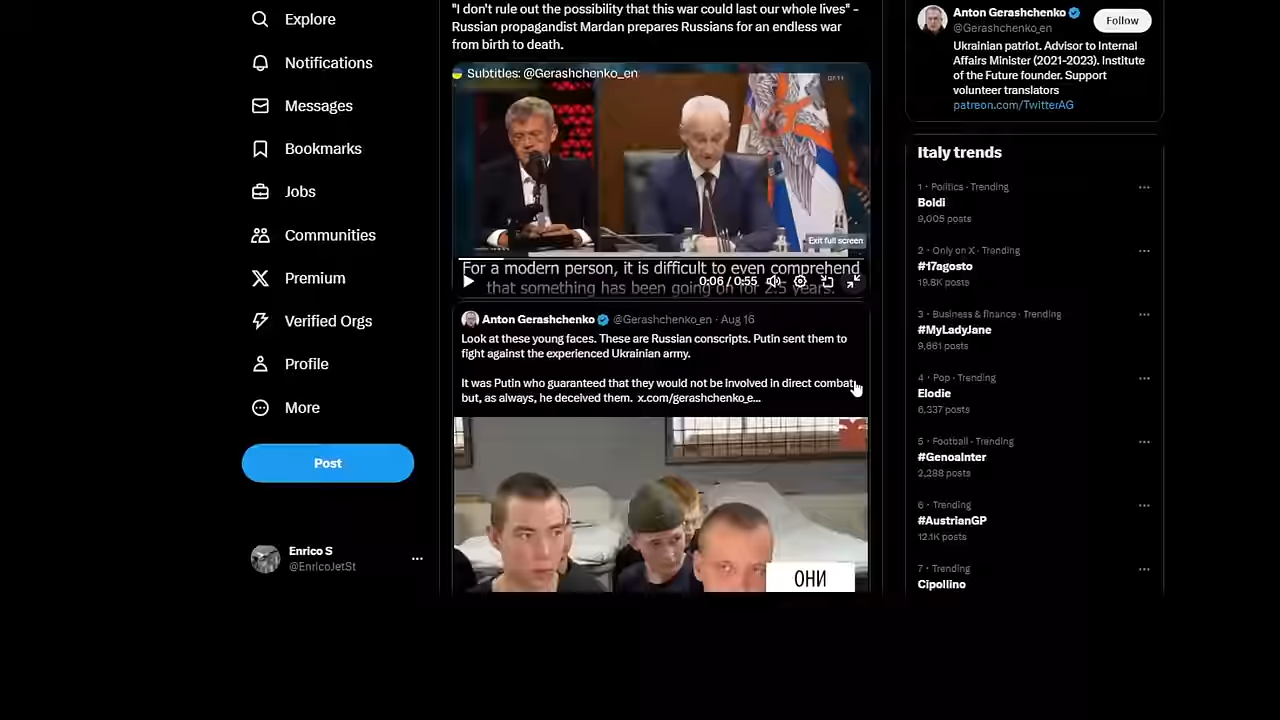 Explore
Notifications
Messages
Bookmarks
Jobs
Communities
Premium
Verified Orgs
Profile
More
Post
Enrico S
@EnricoJetSt
"I don't rule out the possibility that this war could last our whole lives" -
Russian propagandist Mardan prepares Russians for an endless war
from birth to death.
Subtitles: @Gerashchenko_en
Exit full screen
For a modern person, it is difficult to even comprehend
that something has been going on for 2.5 years.
0:06 / 0:55
Anton Gerashchenko @Gerashchenko_en · Aug 16
Look at these young faces. These are Russian conscripts. Putin sent them to
fight against the experienced Ukrainian army.
It was Putin who guaranteed that they would not be involved in direct combat,
but, as always, he deceived them. x.com/gerashchenko_e...
ОНИ
Anton Gerashchenko
@Gerashchenko_en
Follow
Ukrainian patriot. Advisor to Internal
Affairs Minister (2021-2023). Institute
of the Future founder. Support
volunteer translators
patreon.com/TwitterAG
Italy trends
1 · Politics · Trending
Boldi
9,005 posts
2 · Only on X · Trending
#17agosto
19.8K posts
3 · Business & finance · Trending
#MyLadyJane
9,661 posts
4 · Pop · Trending
Elodie
6,337 posts
5 · Football · Trending
#GenoaInter
2,288 posts
6 · Trending
#AustrianGP
12.1K posts
7 · Trending
Cipollino